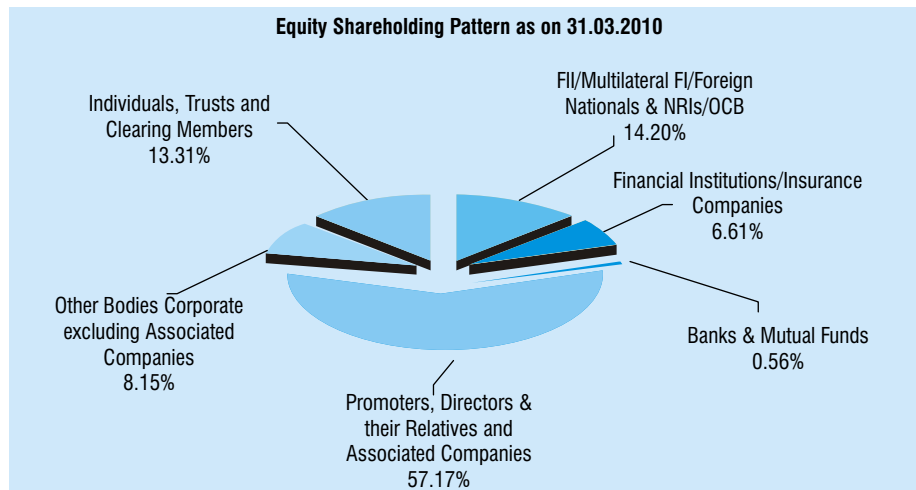 Equity Shareholding Pattern as on 31.03.2010
FII/Multilateral FI/Foreign
Nationals & NRIs/OCB
14.20%
Individuals, Trusts and
Clearing Members
13.31%
Financial Institutions/Insurance
Companies
6.61%
Other Bodies Corporate
excluding Associated
Companies
8.15%
Banks & Mutual Funds
0.56%
Promoters, Directors &
their Relatives and
Associated Companies
57.17%